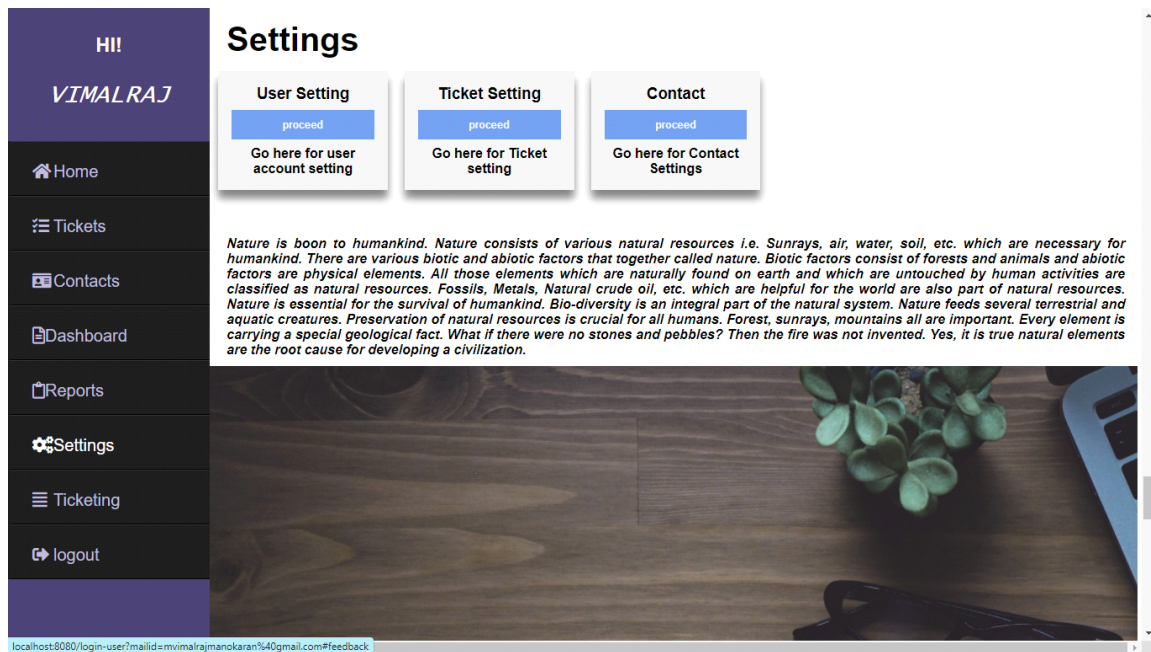 HI!
VIMALRAJ
Home
Tickets
Contacts
Dashboard
Reports
Settings
Ticketing
logout
Settings
User Setting
proceed
Go here for user
account setting
Ticket Setting
proceed
Go here for Ticket
setting
Contact
proceed
Go here for Contact
Settings
Nature is boon to humankind. Nature consists of various natural resources i.e. Sunrays, air, water, soil, etc. which are necessary for
humankind. There are various biotic and abiotic factors that together called nature. Biotic factors consist of forests and animals and abiotic
factors are physical elements. All those elements which are naturally found on earth and which are untouched by human activities are
classified as natural resources. Fossils, Metals, Natural crude oil, etc. which are helpful for the world are also part of natural resources.
Nature is essential for the survival of humankind. Bio-diversity is an integral part of the natural system. Nature feeds several terrestrial and
aquatic creatures. Preservation of natural resources is crucial for all humans. Forest, sunrays, mountains all are important. Every element is
carrying a special geological fact. What if there were no stones and pebbles? Then the fire was not invented. Yes, it is true natural elements
are the root cause for developing a civilization.
localhost:8080/login-user?mailid=mvimalrajmanokaran%40gmail.com#feedback